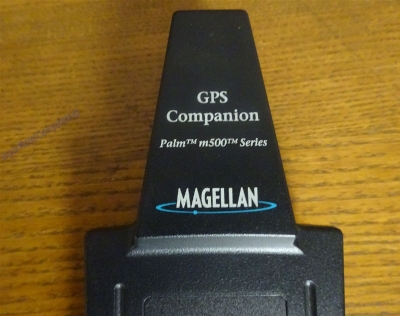 GPS
Companion
Palm™ m500™ Series
MAGELLAN